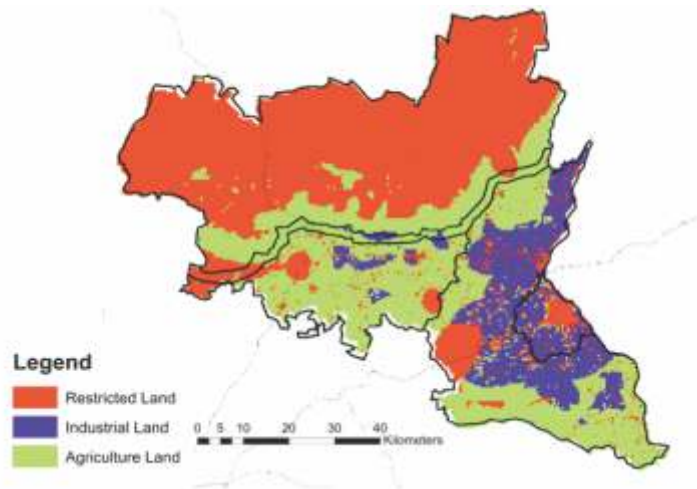 Legend
Restricted Land
Industrial Land
Agriculture Land
0 5 10 20 30 40
Kilometers